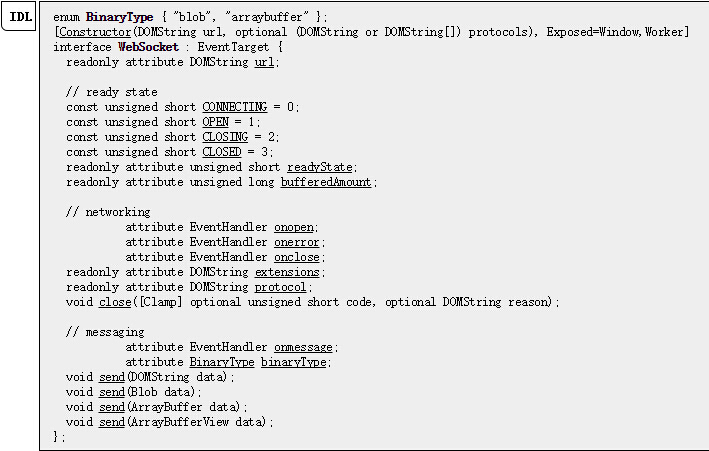 IDL
enum BinaryType { "blob", "arraybuffer" };
[Constructor(DOMString url, optional (DOMString or DOMString[]) protocols), Exposed=Window,Worker]
interface WebSocket : EventTarget {
  readonly attribute DOMString url;

  // ready state
  const unsigned short CONNECTING = 0;
  const unsigned short OPEN = 1;
  const unsigned short CLOSING = 2;
  const unsigned short CLOSED = 3;
  readonly attribute unsigned short readyState;
  readonly attribute unsigned long bufferedAmount;

  // networking
           attribute EventHandler onopen;
           attribute EventHandler onerror;
           attribute EventHandler onclose;
  readonly attribute DOMString extensions;
  readonly attribute DOMString protocol;
  void close([Clamp] optional unsigned short code, optional DOMString reason);

  // messaging
           attribute EventHandler onmessage;
           attribute BinaryType binaryType;
  void send(DOMString data);
  void send(Blob data);
  void send(ArrayBuffer data);
  void send(ArrayBufferView data);
};